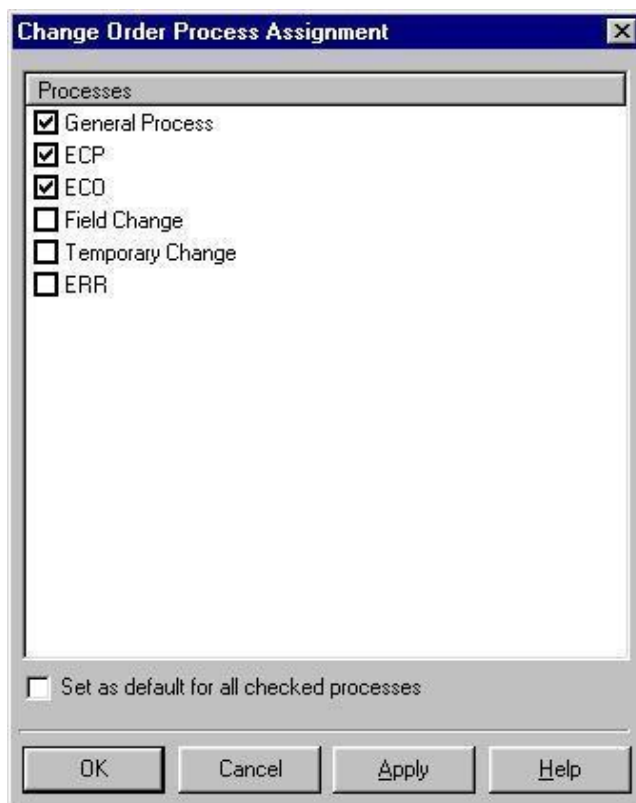 Change Order Process Assignment
Processes
General Process
ECP
ECO
Field Change
Temporary Change
ERR
Set as default for all checked processes
OK Cancel Apply Help